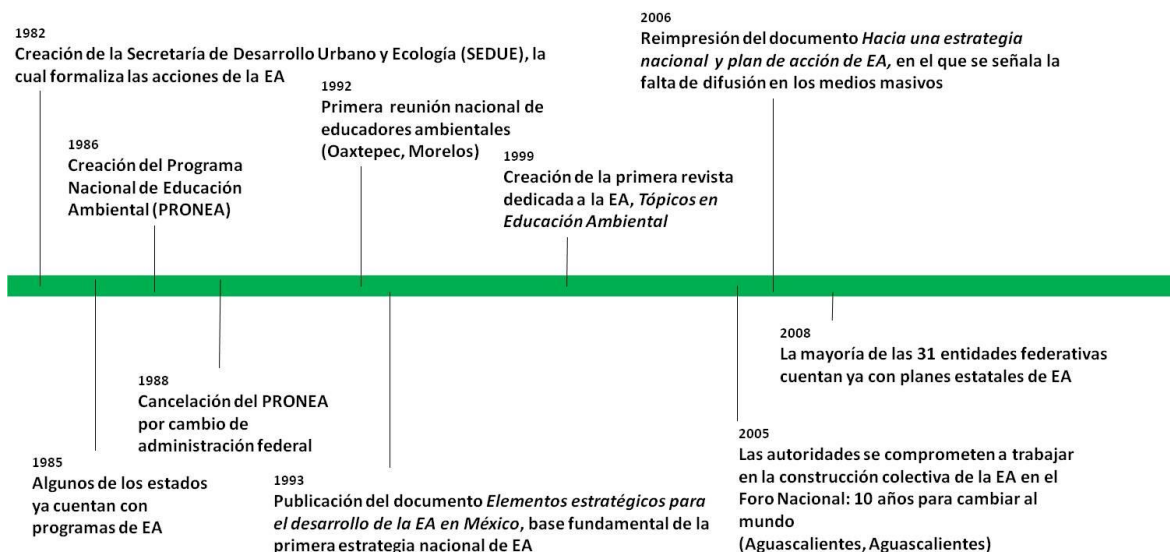 1982
Creación de la Secretaría de Desarrollo Urbano y Ecología (SEDUE), la
cual formaliza las acciones de la EA
1985
Algunos de los estados
ya cuentan con
programas de EA
1986
Creación del Programa
Nacional de Educación
Ambiental (PRONEA)
1988
Cancelación del PRONEA
por cambio de
administración federal
1992
Primera reunión nacional de
educadores ambientales
(Oaxtepec, Morelos)
1993
Publicación del documento Elementos estratégicos para
el desarrollo de la EA en México, base fundamental de la
primera estrategia nacional de EA
1999
Creación de la primera revista
dedicada a la EA, Tópicos en
Educación Ambiental
2005
Las autoridades se comprometen a trabajar
en la construcción colectiva de la EA en el
Foro Nacional: 10 años para cambiar al
mundo
(Aguascalientes, Aguascalientes)
2006
Reimpresión del documento Hacia una estrategia
nacional y plan de acción de EA, en el que se señala la
falta de difusión en los medios masivos
2008
La mayoría de las 31 entidades federativas
cuentan ya con planes estatales de EA